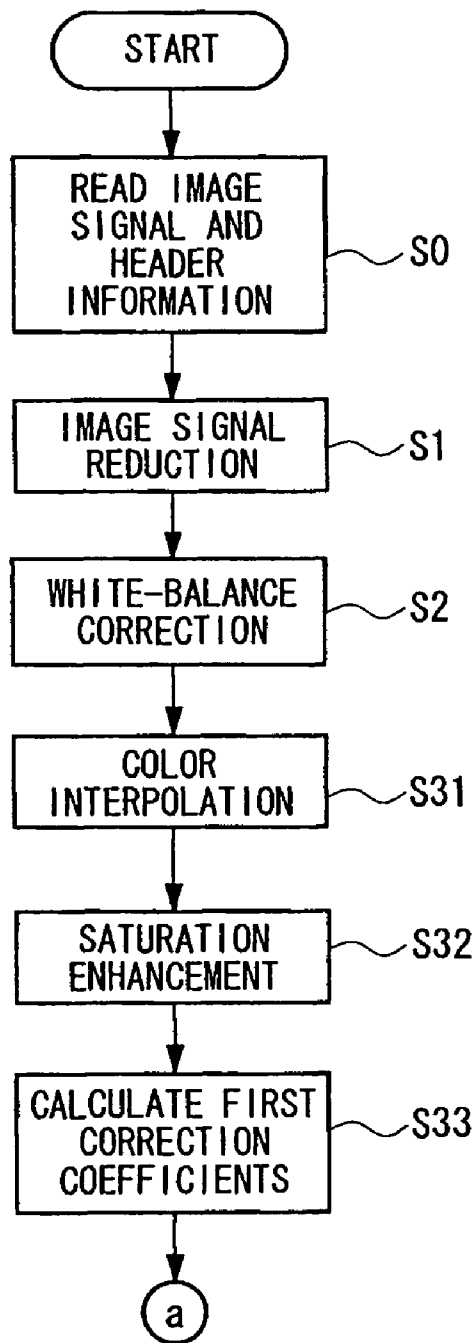 START
READ IMAGE
SIGNAL AND
HEADER
INFORMATION
S0
IMAGE SIGNAL
REDUCTION
S1
WHITE-BALANCE
CORRECTION
S2
COLOR
INTERPOLATION
S31
SATURATION
ENHANCEMENT
S32
CALCULATE FIRST
CORRECTION
COEFFICIENTS
S33
a